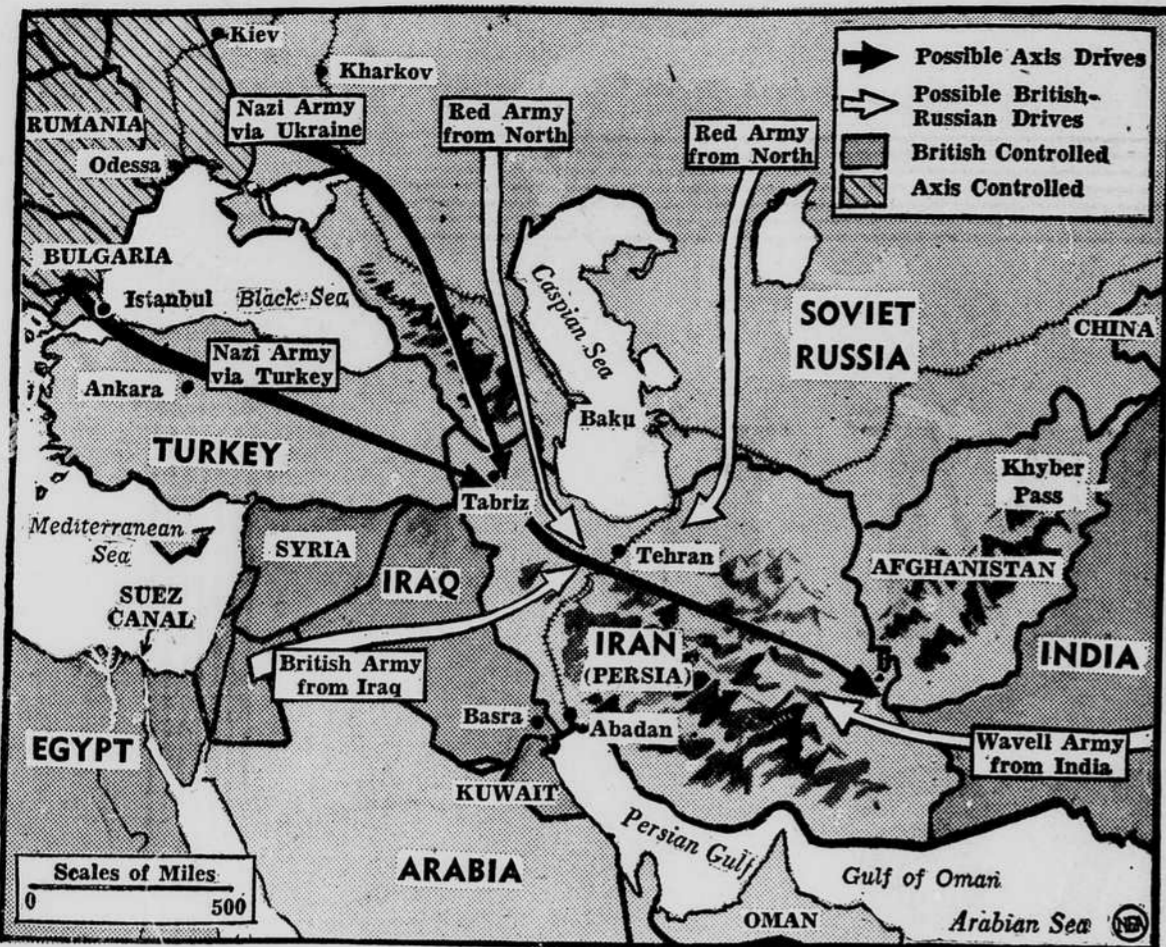 Kiev
Kharkov
Possible Axis Drives
Possible British-
Russian Drives
British Controlled
Axis Controlled
Nazi Army
via Ukraine
Red Army
from North
Red Army
from North
RUMANIA
Odessa
BULGARIA
Istanbul
Black Sea
Caspian Sea
SOVIET
RUSSIA
CHINA
Nazi Army
via Turkey
Ankara
Baku
TURKEY
Khyber
Pass
Tabriz
Mediterranean
Sea
SYRIA
IRAQ
Tehran
AFGHANISTAN
SUEZ
CANAL
IRAN
(PERSIA)
INDIA
British Army
from Iraq
Basra
Abadan
Wavell Army
from India
EGYPT
KUWAIT
Persian Gulf
Scales of Miles
0 500
ARABIA
Gulf of Oman
OMAN
Arabian Sea
NEA